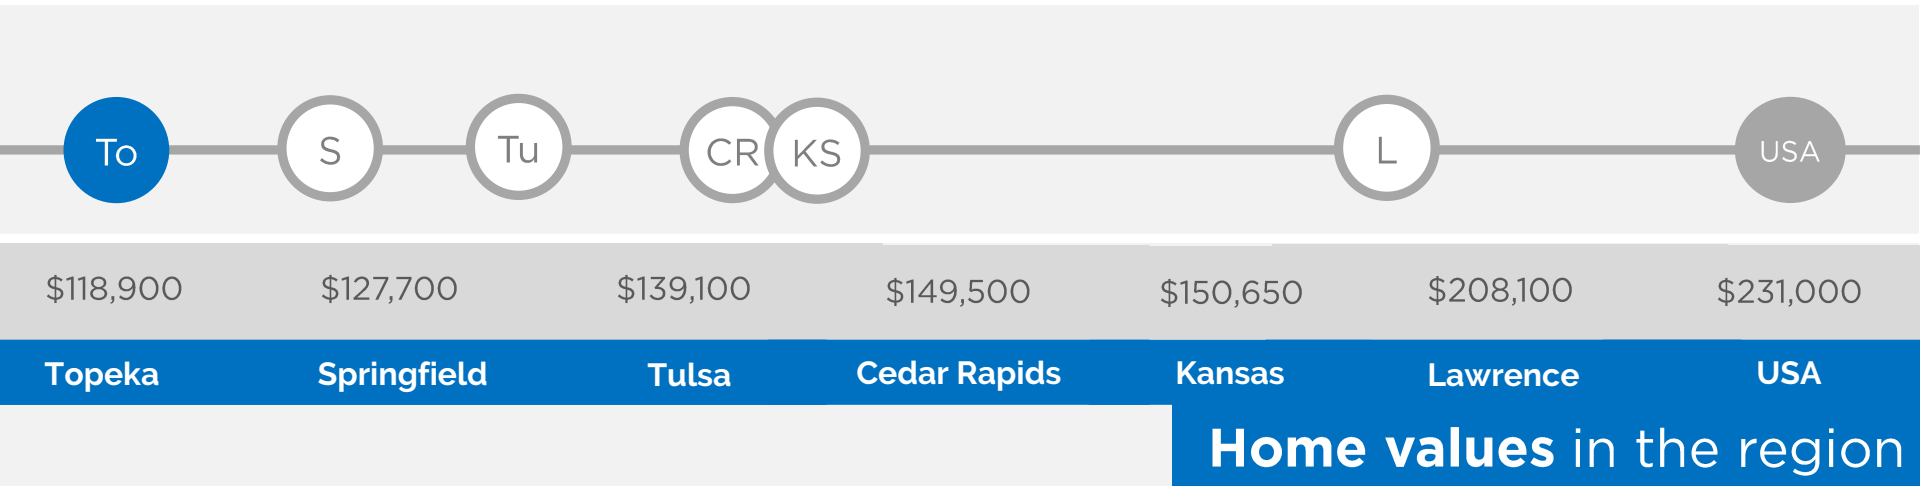 To S Tu CR KS L USA
$118,900 $127,700 $139,100 $149,500 $150,650 $208,100 $231,000
Topeka Springfield Tulsa Cedar Rapids Kansas Lawrence USA
Home values in the region